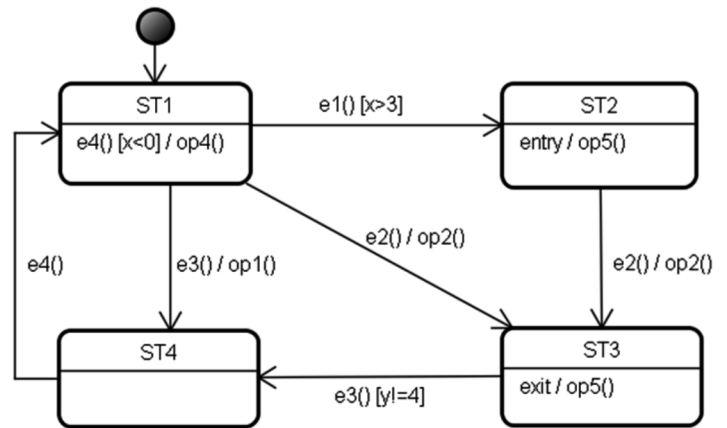 ST1
e4() [x<0] / op4()
e1() [x>3]
ST2
entry / op5()
e4()
e3() / op1()
e2() / op2()
e2() / op2()
ST4
e3() [y!=4]
ST3
exit / op5()